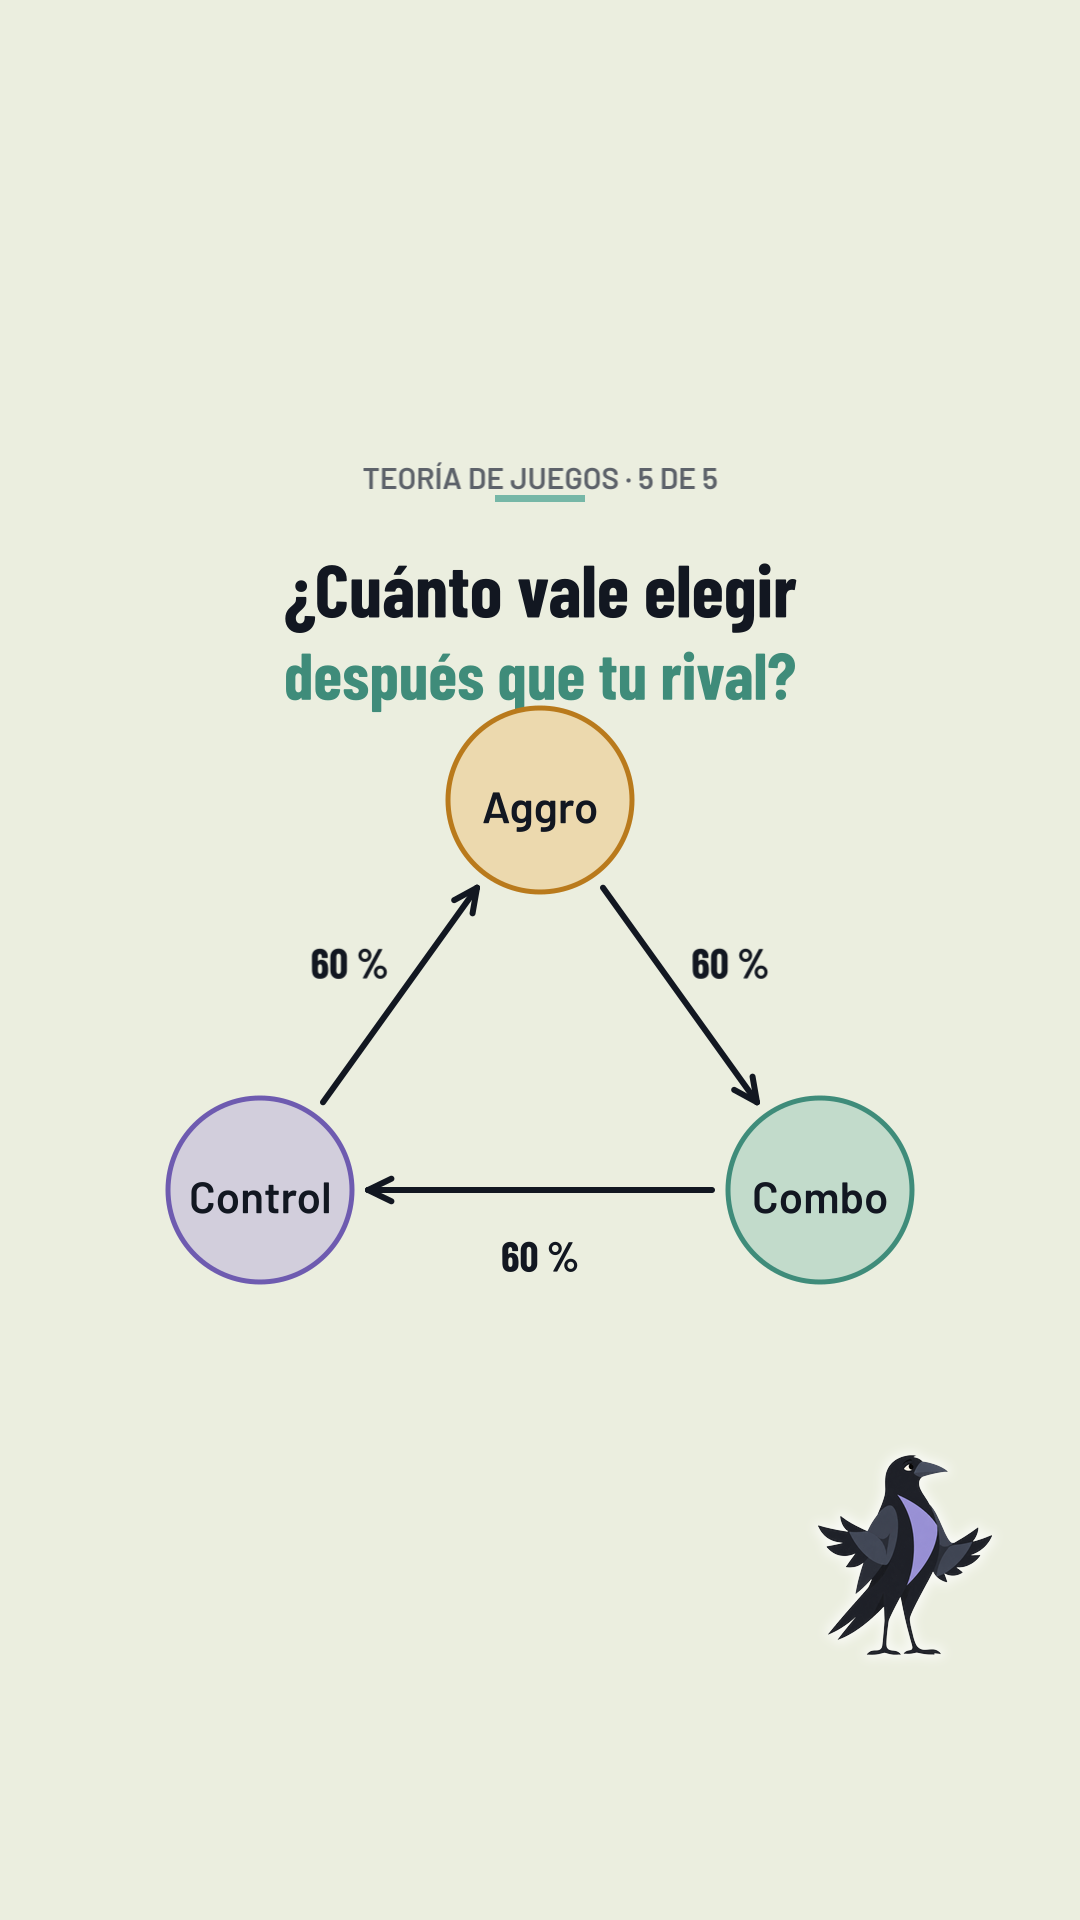 TEORÍA DE JUEGOS · 5 DE 5
¿Cuánto vale elegir
después que tu rival?
Aggro
60 %
60 %
Control
Combo
60 %